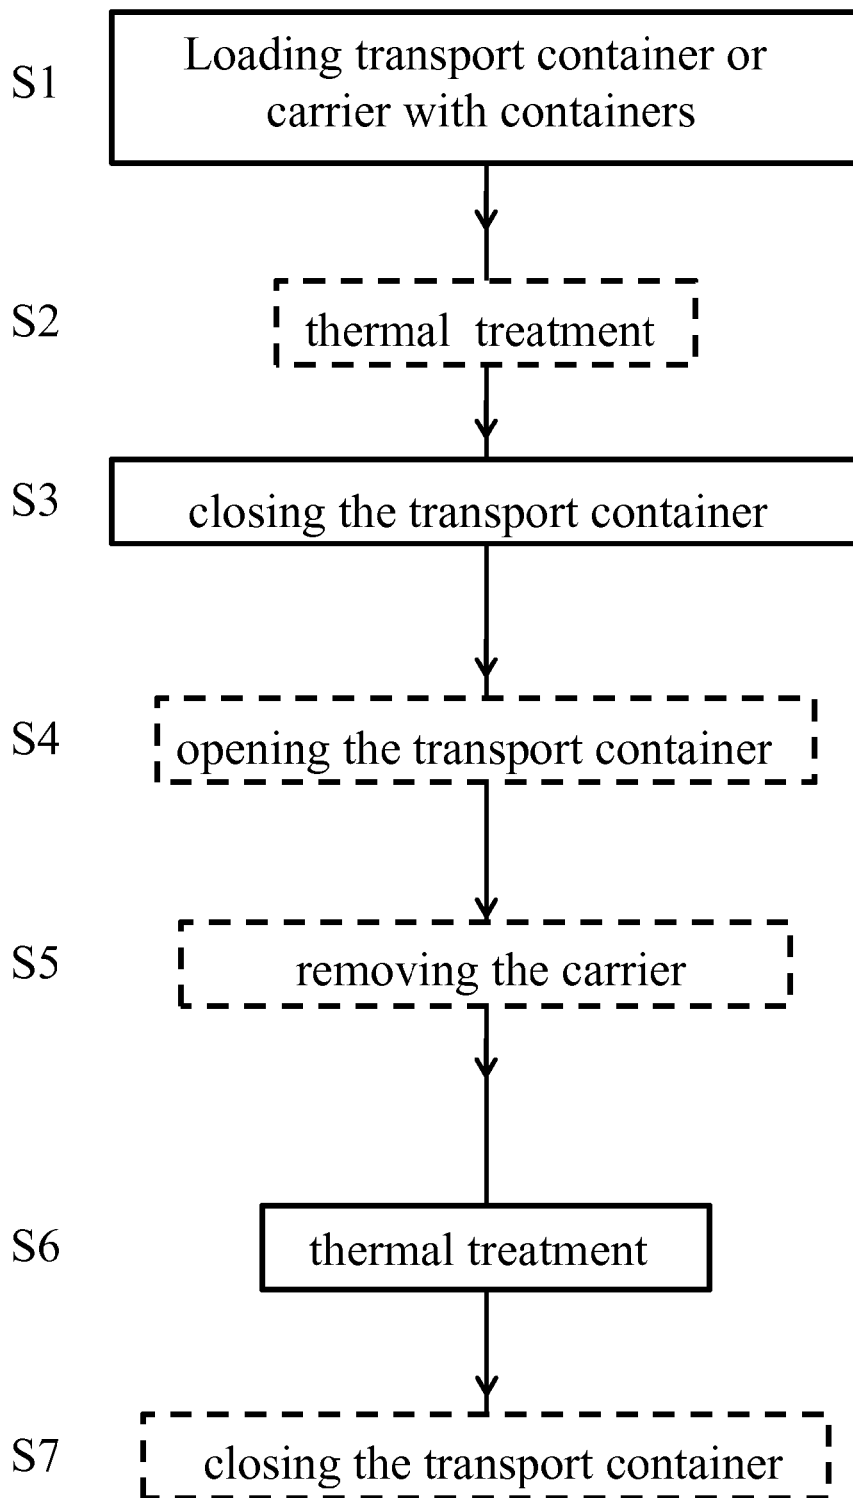 S1
Loading transport container or
carrier with containers
S2
thermal treatment
S3
closing the transport container
S4
opening the transport container
S5
removing the carrier
S6
thermal treatment
S7
closing the transport container